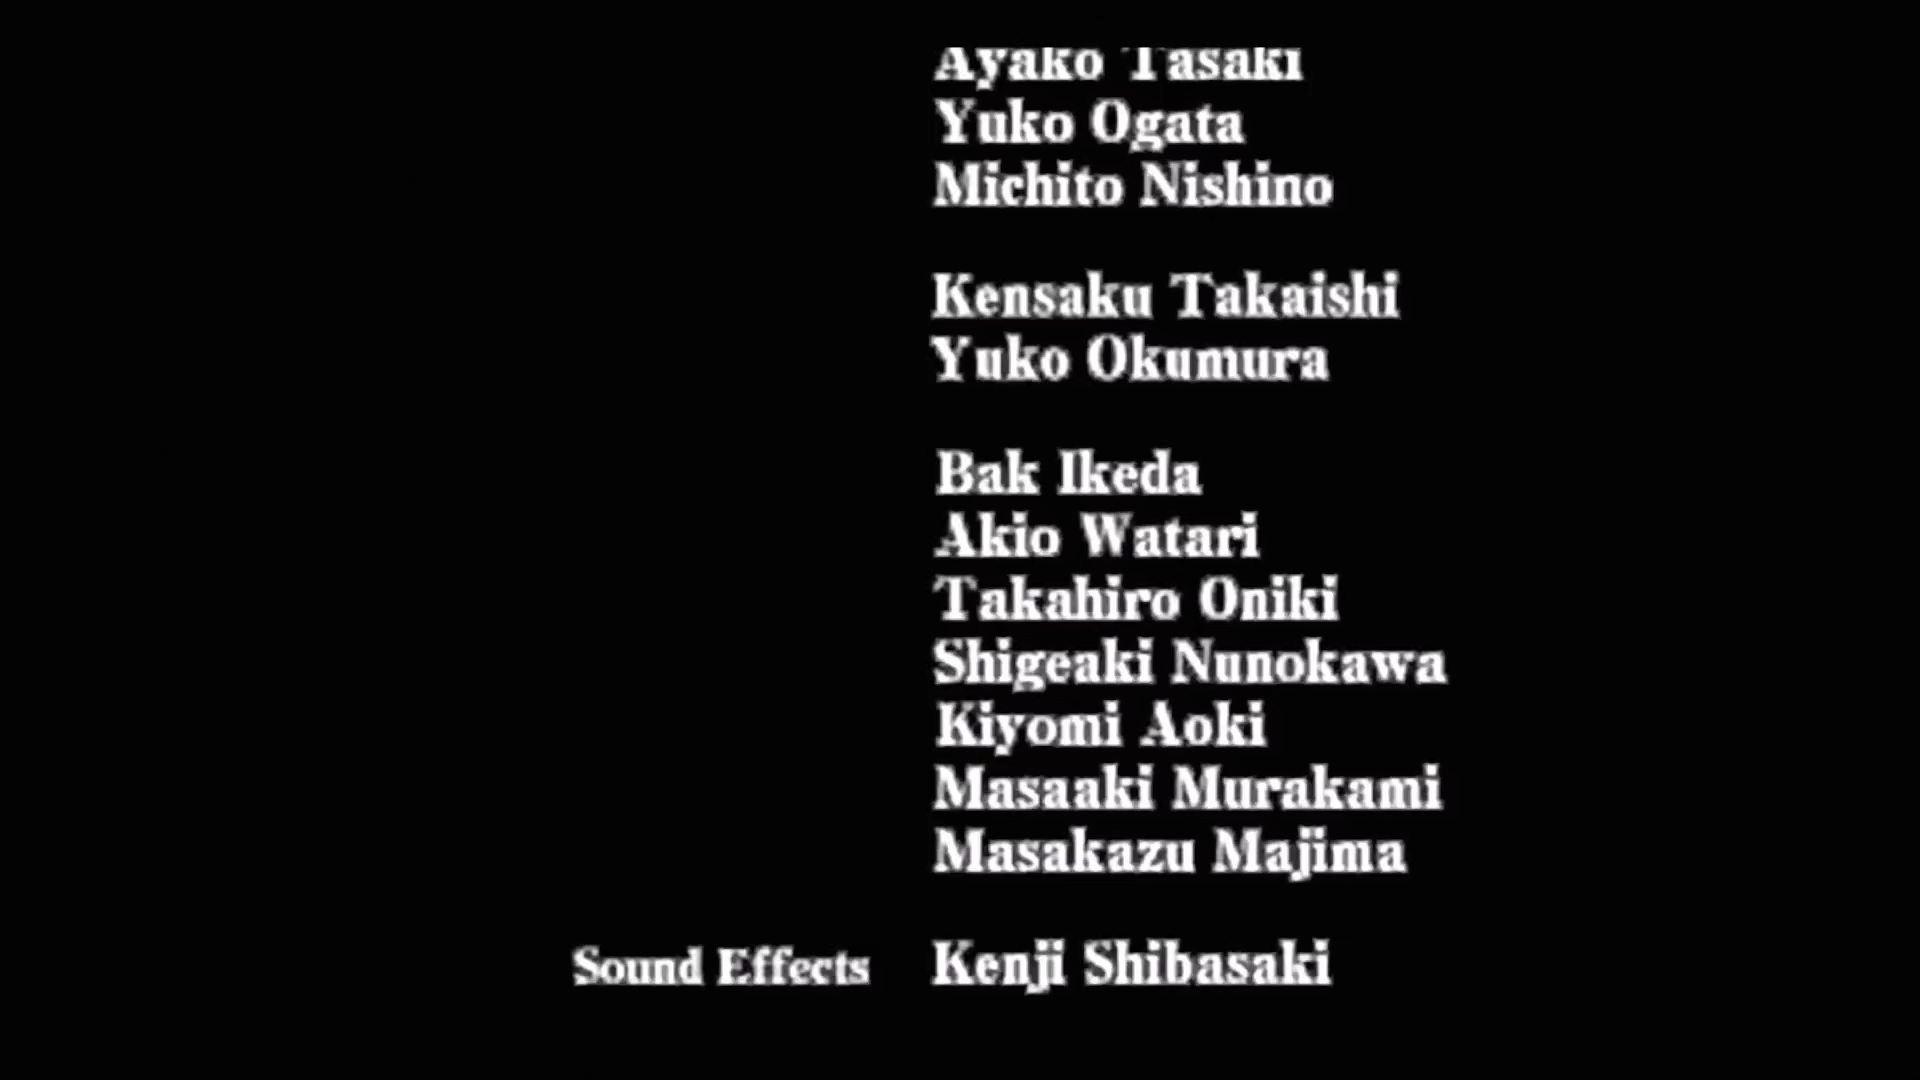 Ayako Tasaki
Yuko Ogata
Michito Nishino
Kensaku Takaishi
Yuko Okumura
Bak Ikeda
Akio Watari
Takahiro Oniki
Shigeaki Nunokawa
Kiyomi Aoki
Masaaki Murakami
Masakazu Majima
Sound Effects Kenji Shibasaki